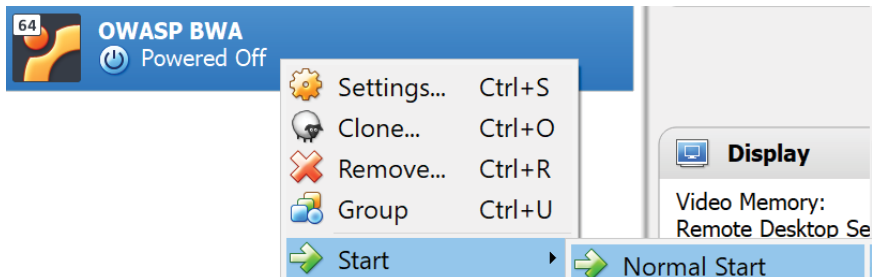 64
OWASP BWA
Powered Off
Settings... Ctrl+S
Clone... Ctrl+O
Remove... Ctrl+R
Group Ctrl+U
Start
Normal Start
Display
Video Memory:
Remote Desktop Se